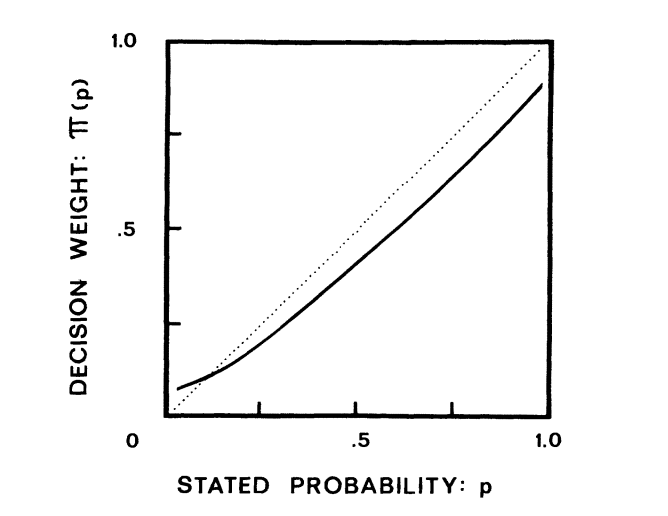 1.0
DECISION WEIGHT: π(p)
.5
0
.5
1.0
STATED PROBABILITY: p